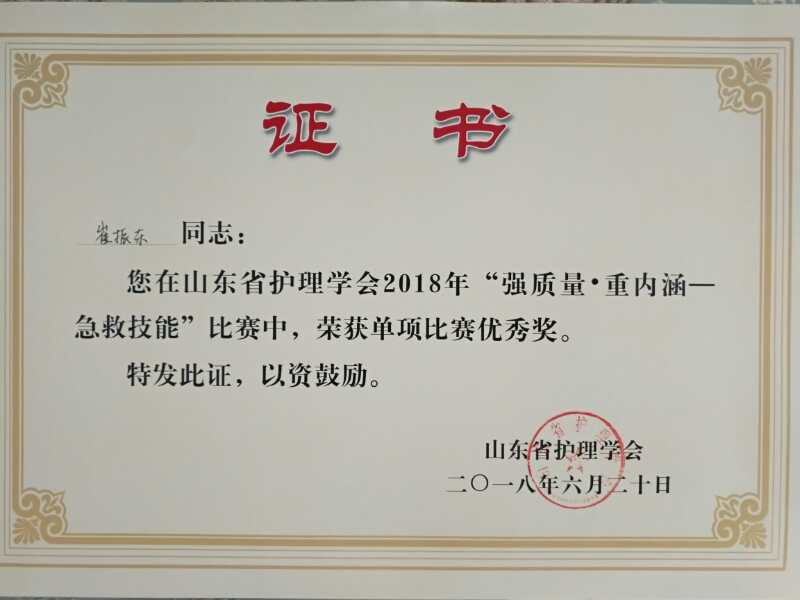 证 书
崔振东 同志：
您在山东省护理学会2018年“强质量·重内涵—
急救技能”比赛中，荣获单项比赛优秀奖。
特发此证，以资鼓励。
山东省护理学会
二〇一八年六月二十日